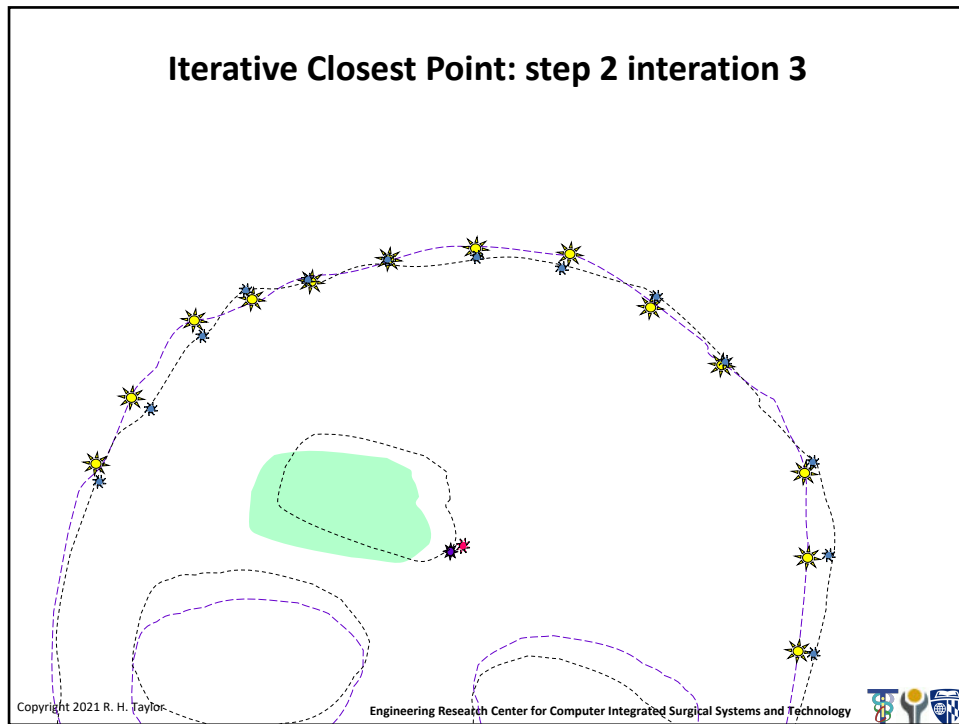 Iterative Closest Point: step 2 interation 3
Copyright 2021 R. H. Taylor
Engineering Research Center for Computer Integrated Surgical Systems and Technology